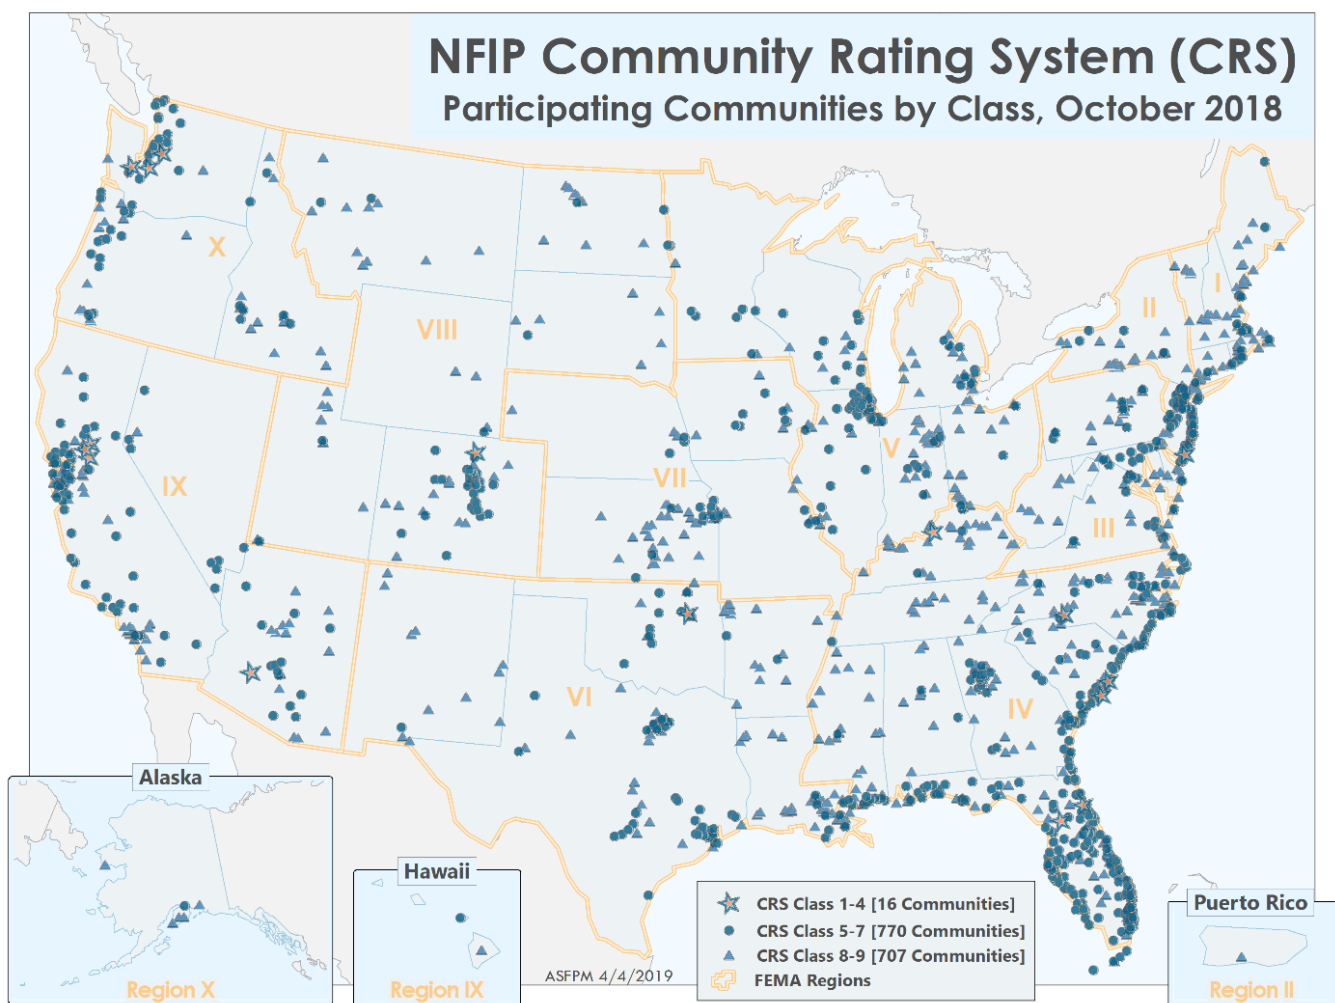 NFIP Community Rating System (CRS)
Participating Communities by Class, October 2018
X
VIII
I
II
V
VII
IX
III
VI
IV
Alaska
Region X
Hawaii
Region IX
ASFPM 4/4/2019
CRS Class 1-4 [16 Communities]
CRS Class 5-7 [770 Communities]
CRS Class 8-9 [707 Communities]
FEMA Regions
Puerto Rico
Region II